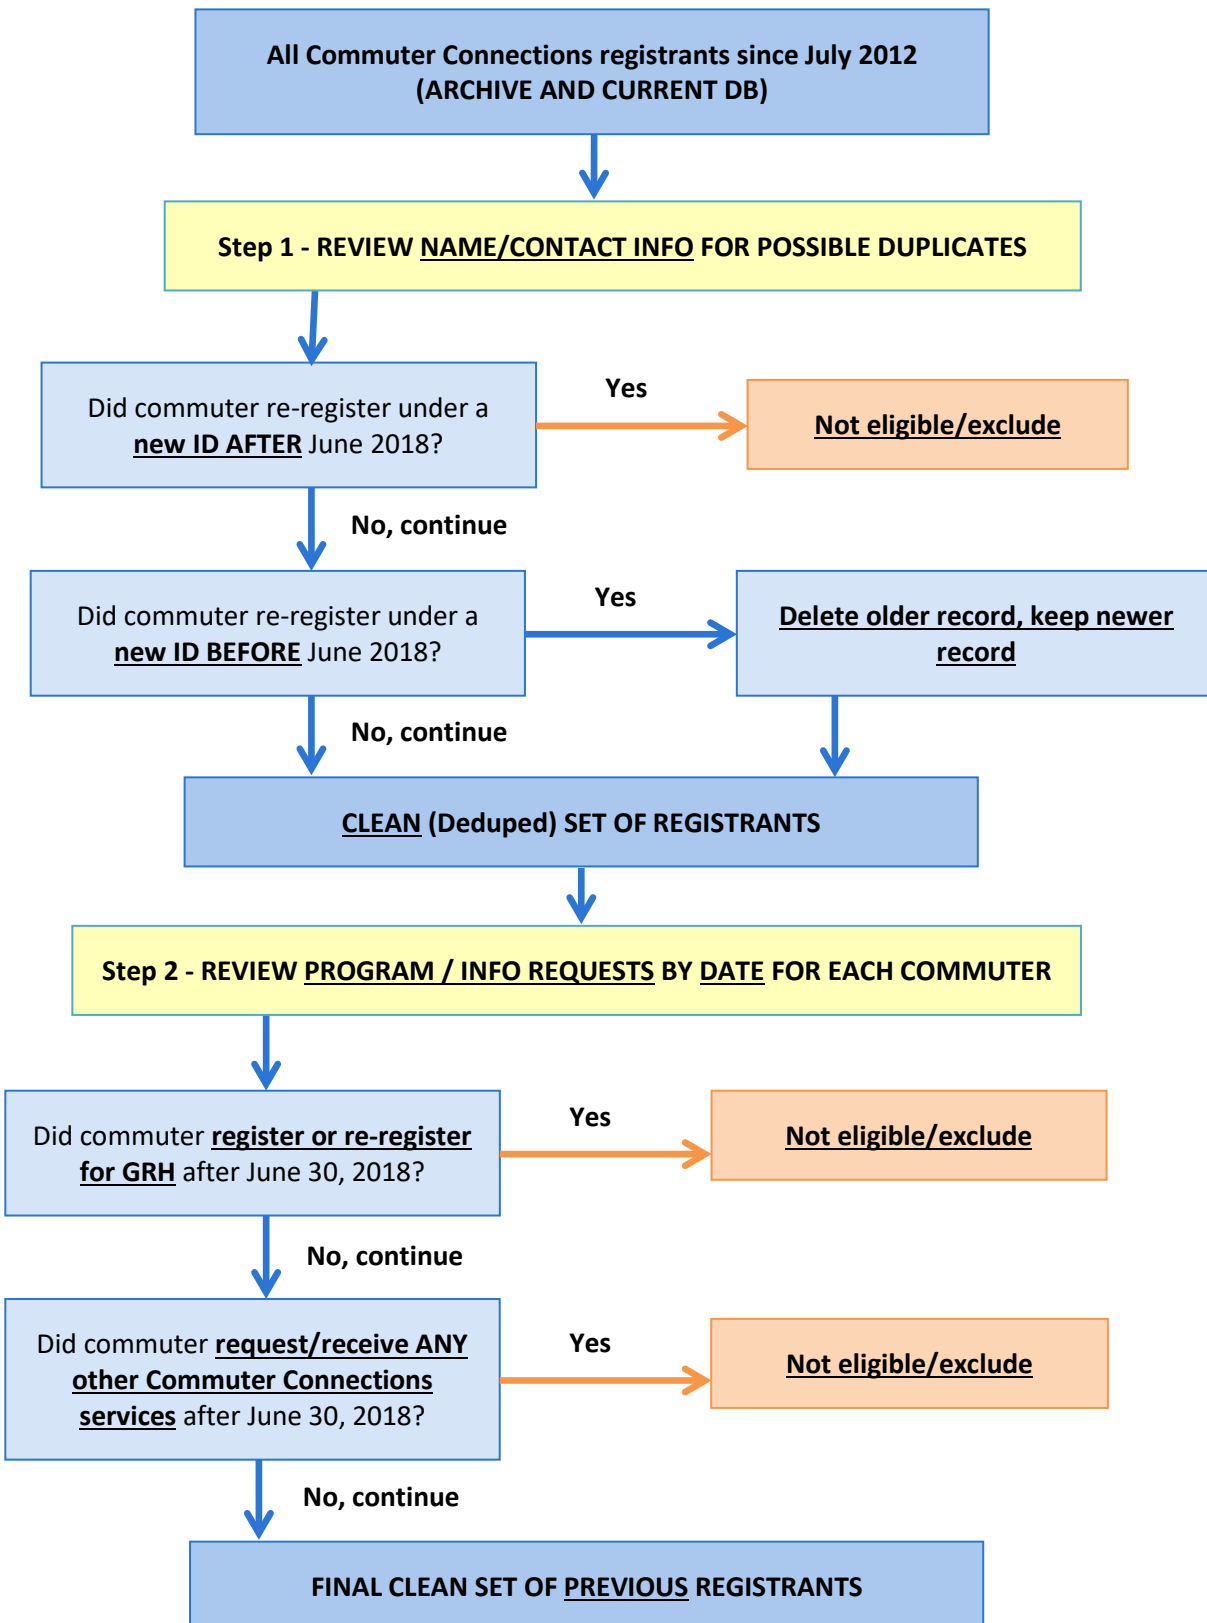 All Commuter Connections registrants since July 2012
(ARCHIVE AND CURRENT DB)
Step 1 - REVIEW NAME/CONTACT INFO FOR POSSIBLE DUPLICATES
Did commuter re-register under a
new ID AFTER June 2018?
Yes
Not eligible/exclude
No, continue
Did commuter re-register under a
new ID BEFORE June 2018?
Yes
Delete older record, keep newer
record
No, continue
CLEAN (Deduped) SET OF REGISTRANTS
Step 2 - REVIEW PROGRAM / INFO REQUESTS BY DATE FOR EACH COMMUTER
Did commuter register or re-register
for GRH after June 30, 2018?
Yes
Not eligible/exclude
No, continue
Did commuter request/receive ANY
other Commuter Connections
services after June 30, 2018?
Yes
Not eligible/exclude
No, continue
FINAL CLEAN SET OF PREVIOUS REGISTRANTS